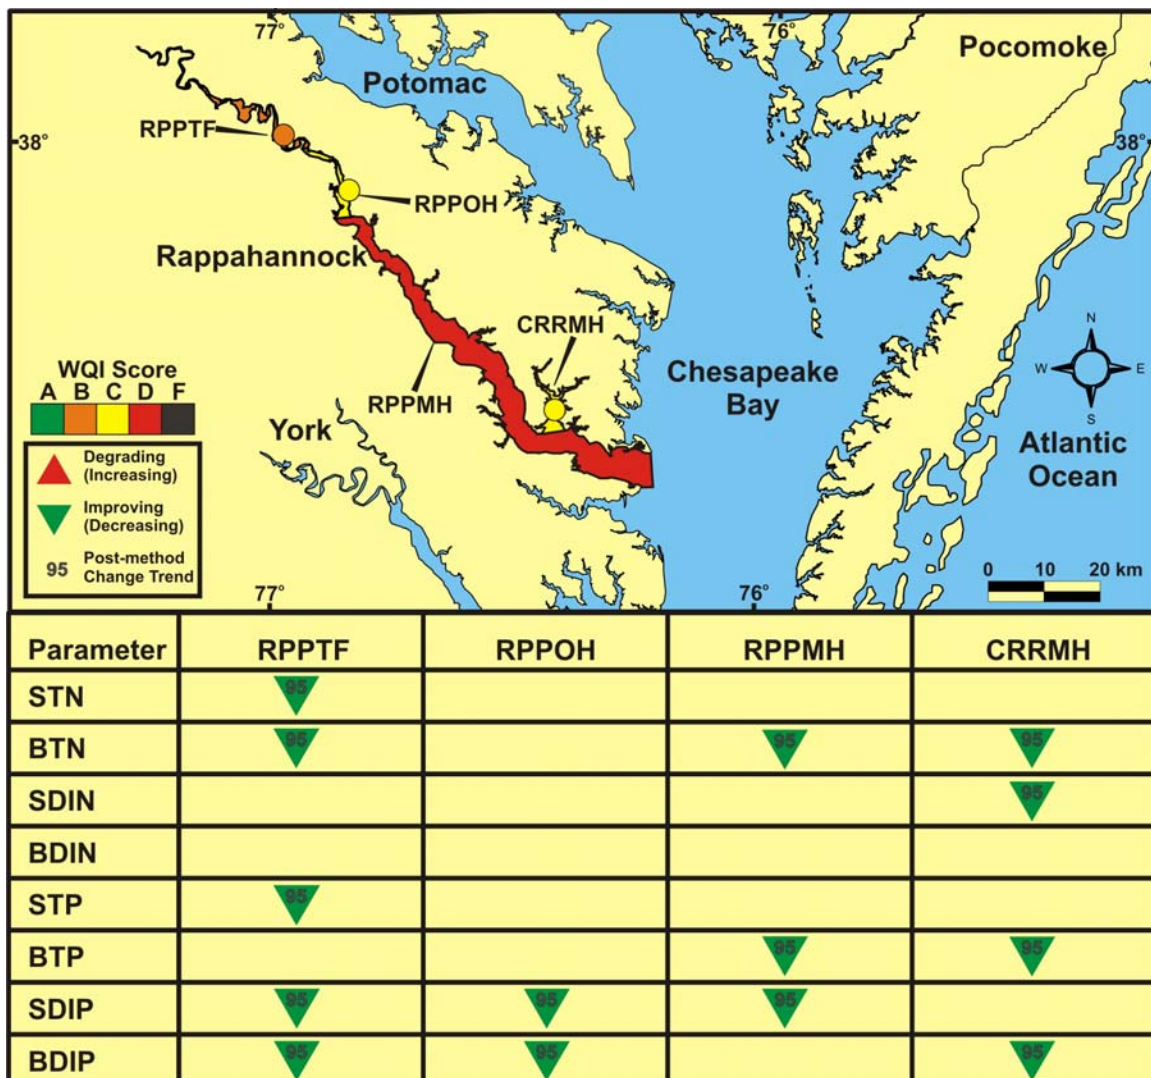 77°
76°
Pocomoke
Potomac
RPPTF
38°
38°
RPPOH
Rappahannock
CRRMH
N
W E
S
WQI Score
A B C D F
RPPMH
Chesapeake
Bay
York
Atlantic
Ocean
Degrading
(Increasing)
Improving
(Decreasing)
95 Post-method
Change Trend
77°
76°
0 10 20 km
Parameter RPPTF RPPOH RPPMH CRRMH
STN 95
BTN 95 95 95
SDIN 95
BDIN
STP 95
BTP 95 95
SDIP 95 95 95
BDIP 95 95 95